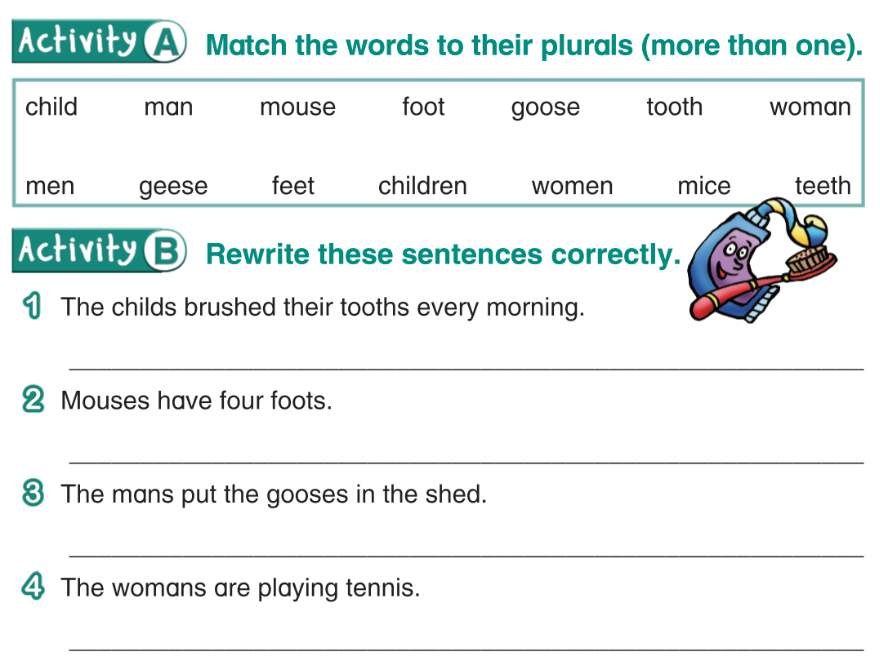 Activity A Match the words to their plurals (more than one).
child man mouse foot goose tooth woman
men geese feet children women mice teeth
Activity B Rewrite these sentences correctly.
1 The childs brushed their tooths every morning.
2 Mouses have four foots.
3 The mans put the gooses in the shed.
4 The womans are playing tennis.